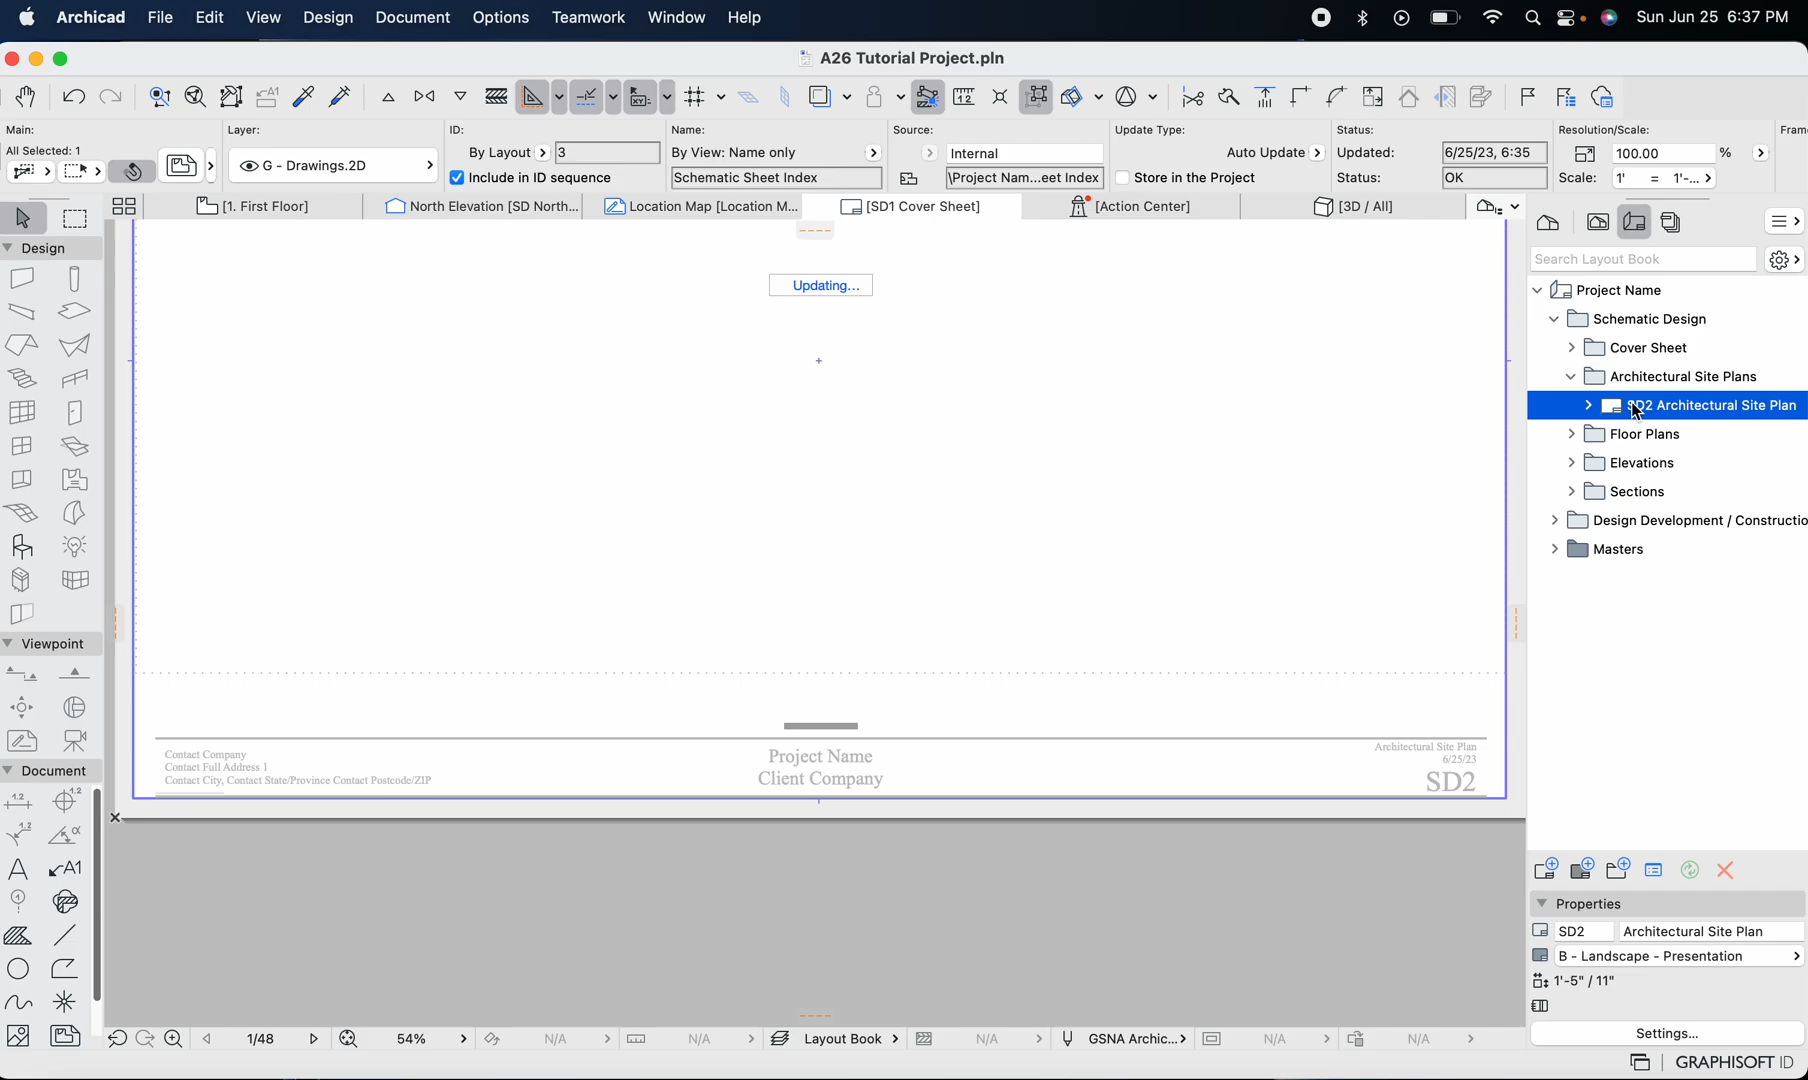 Archicad File Edit View Design Document Options Teamwork Window Help Sun Jun 25 6:37 PM
A26 Tutorial Project.pln
Main: Layer: ID: Name: Source: Update Type: Status: Resolution/Scale: Fram
All Selected: 1
G - Drawings.2D By Layout 3 By View: Name only Internal Auto Update Updated: 6/25/23, 6:35 100.00 %
Include in ID sequence Schematic Sheet Index \Project Nam...eet Index Store in the Project Status: OK Scale: 1' = 1'-...
[1. First Floor] North Elevation [SD North... Location Map [Location M... [SD1 Cover Sheet] [Action Center] [3D / All]
Design
Search Layout Book
Updating...
Project Name
Schematic Design
Cover Sheet
Architectural Site Plans
SD2 Architectural Site Plan
Floor Plans
Elevations
Sections
Design Development / Constructio
Masters
Viewpoint
Document
Contact Company
Contact Full Address 1
Contact City, Contact State/Province Contact Postcode/ZIP
Project Name
Client Company
Architectural Site Plan
6/25/23
SD2
Properties
SD2 Architectural Site Plan
B - Landscape - Presentation
1'-5" / 11"
Settings...
1/48 54% N/A N/A Layout Book N/A GSNA Archic... N/A N/A
GRAPHISOFT ID